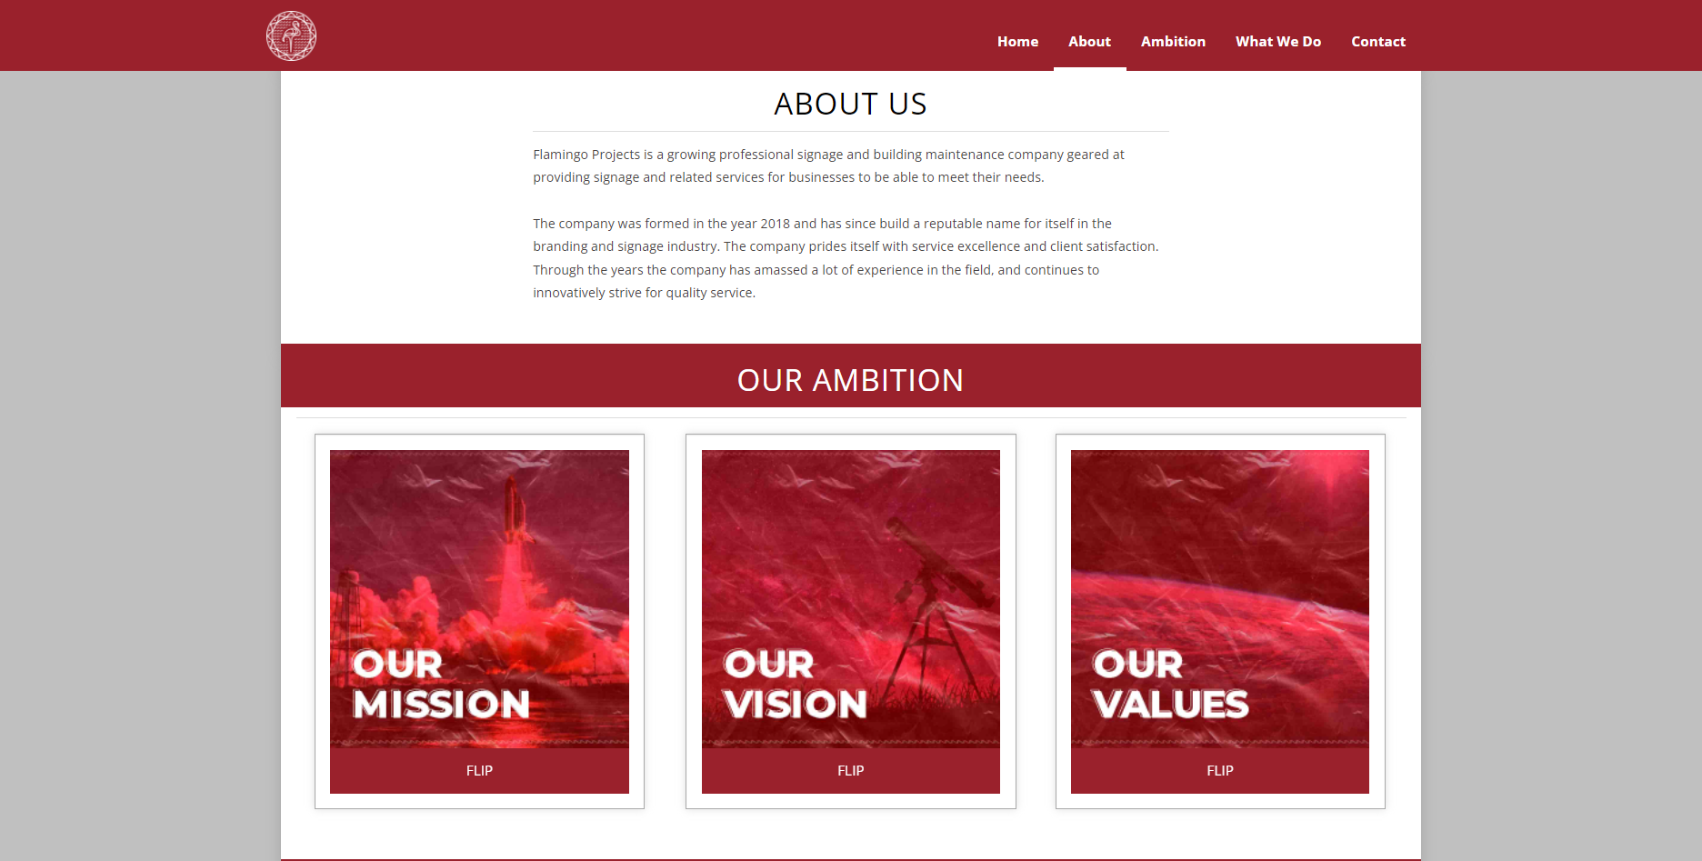 Home About Ambition What We Do Contact
ABOUT US
Flamingo Projects is a growing professional signage and building maintenance company geared at
providing signage and related services for businesses to be able to meet their needs.
The company was formed in the year 2018 and has since build a reputable name for itself in the
branding and signage industry. The company prides itself with service excellence and client satisfaction.
Through the years the company has amassed a lot of experience in the field, and continues to
innovatively strive for quality service.
OUR AMBITION
OUR
MISSION
FLIP
OUR
VISION
FLIP
OUR
VALUES
FLIP